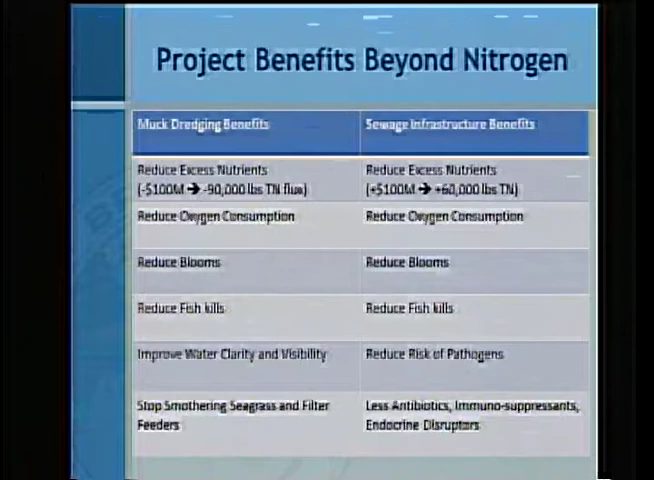 Project Benefits Beyond Nitrogen
Muck Dredging Benefits
Sewage Infrastructure Benefits
Reduce Excess Nutrients
(-$100M → -90,000 lbs TN flux)
Reduce Excess Nutrients
(+$100M → +60,000 lbs TN)
Reduce Oxygen Consumption
Reduce Oxygen Consumption
Reduce Blooms
Reduce Blooms
Reduce Fish kills
Reduce Fish kills
Improve Water Clarity and Visibility
Reduce Risk of Pathogens
Stop Smothering Seagrass and Filter
Feeders
Less Antibiotics, Immuno-suppressants,
Endocrine Disruptors